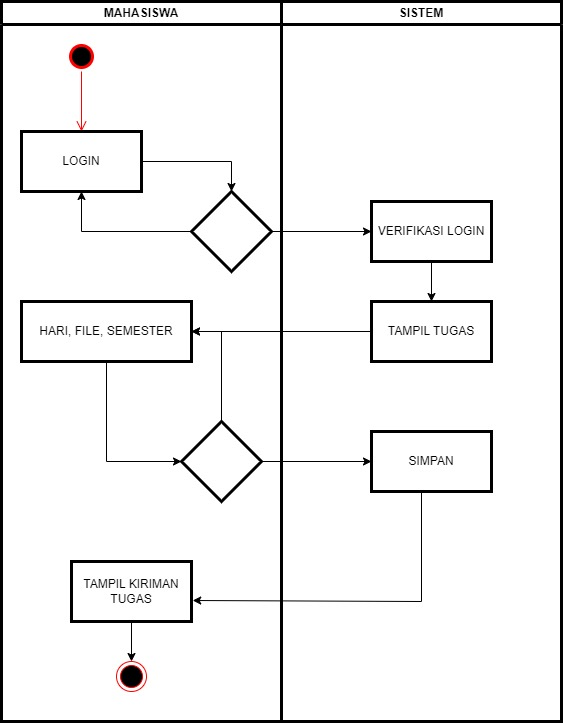 MAHASISWA
SISTEM
LOGIN
VERIFIKASI LOGIN
HARI, FILE, SEMESTER
TAMPIL TUGAS
SIMPAN
TAMPIL KIRIMAN
TUGAS